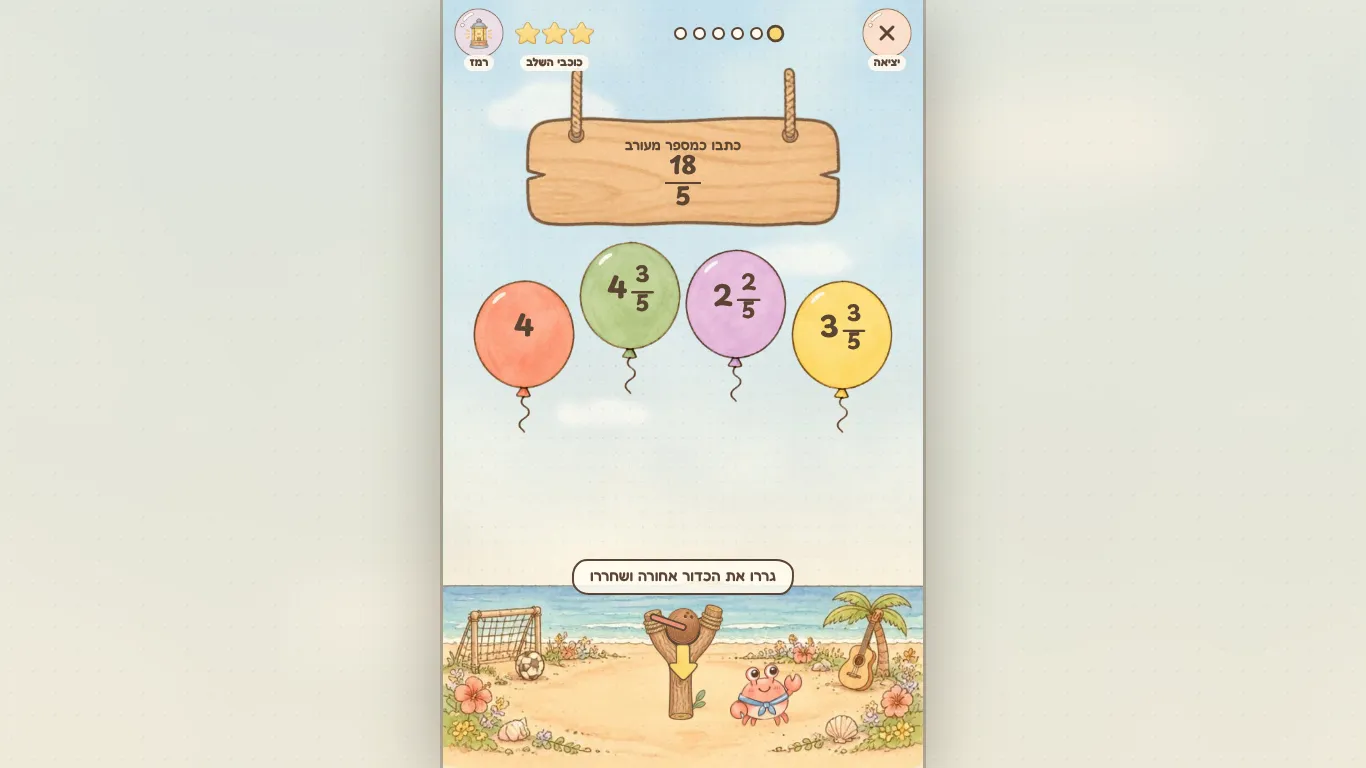 רמז
כוכבי השלב
יציאה
כתבו כמספר מעורב
18
5
4
4 3/5
2 2/5
3 3/5
גררו את הכדור אחורה ושחררו